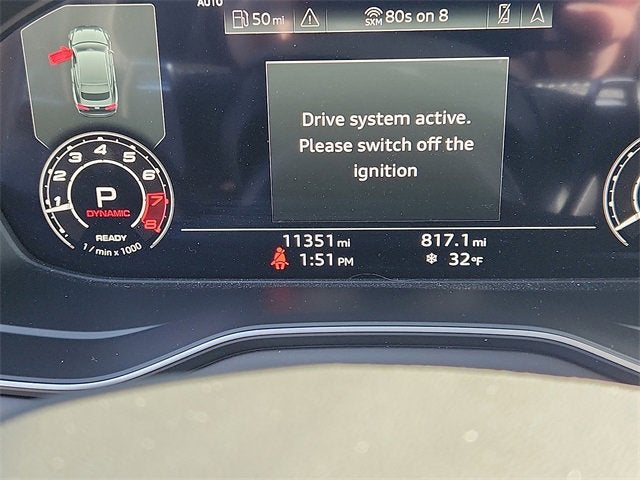 AUTO
50 mi
SXM 80s on 8
Drive system active.
Please switch off the
ignition
1 2 3 4 5 6 7 8
P
DYNAMIC
READY
1 / min x 1000
11351 mi 817.1 mi
1:51 PM 32°F